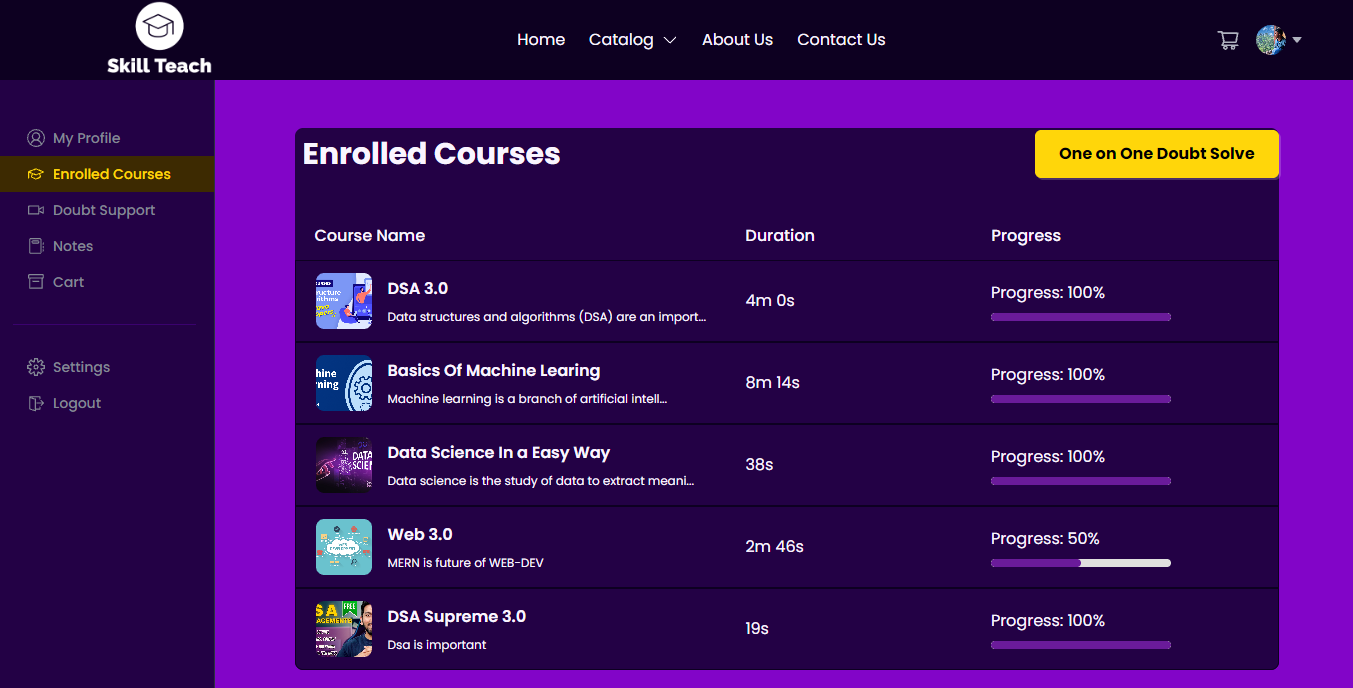 Skill Teach
Home
Catalog
About Us
Contact Us
My Profile
Enrolled Courses
Doubt Support
Notes
Cart
Settings
Logout
Enrolled Courses
One on One Doubt Solve
Course Name
Duration
Progress
DSA 3.0
Data structures and algorithms (DSA) are an import...
4m 0s
Progress: 100%
Basics Of Machine Learing
Machine learning is a branch of artificial intell...
8m 14s
Progress: 100%
DATA
SCIEN
Data Science In a Easy Way
Data science is the study of data to extract meani...
38s
Progress: 100%
Web 3.0
MERN is future of WEB-DEV
2m 46s
Progress: 50%
FREE
DSA Supreme 3.0
Dsa is important
19s
Progress: 100%